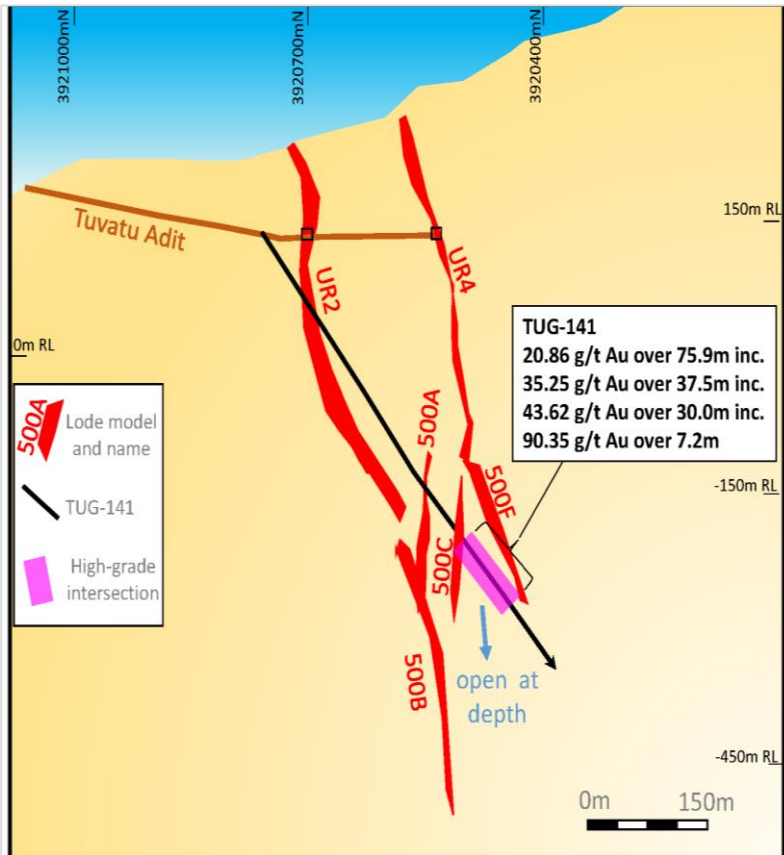 3921000mN
3920700mN
3920400mN
150m RL
Tuvatu Adit
UR2
UR4
TUG-141
20.86 g/t Au over 75.9m inc.
35.25 g/t Au over 37.5m inc.
43.62 g/t Au over 30.0m inc.
90.35 g/t Au over 7.2m
0m RL
500A
Lode model
and name
TUG-141
High-grade
intersection
500A
500F
-150m RL
500C
500B
open at
depth
-450m RL
0m
150m